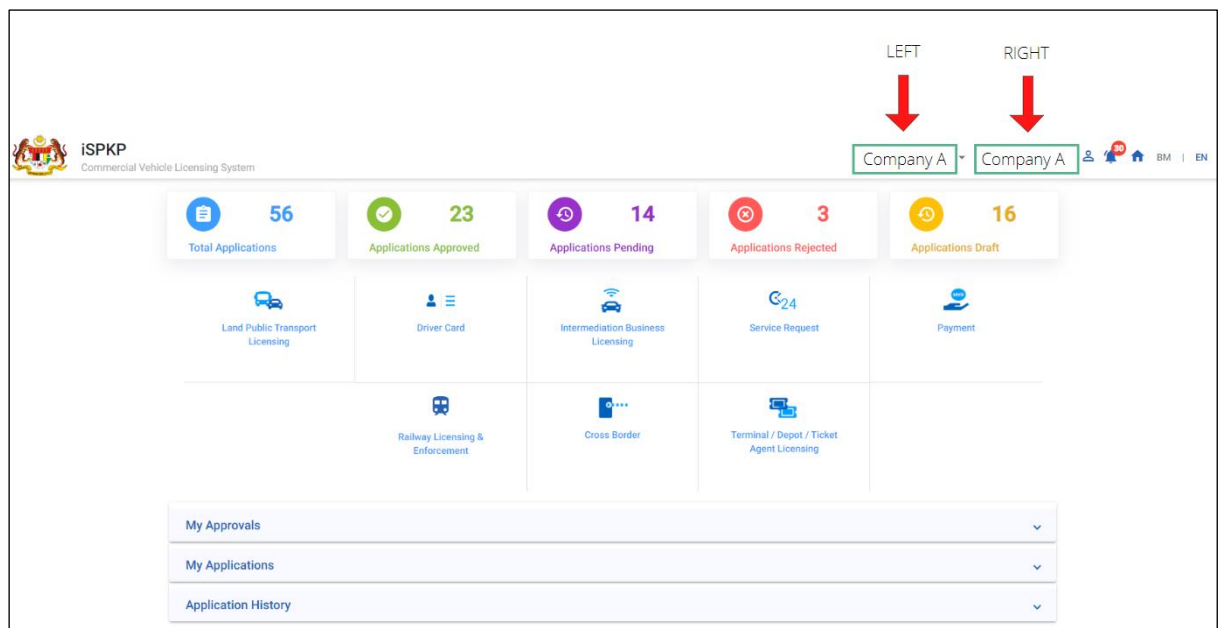 LEFT RIGHT
iSPKP
Commercial Vehicle Licensing System
Company A Company A 30 BM | EN
56 23 14 3 16
Total Applications Applications Approved Applications Pending Applications Rejected Applications Draft
24
Land Public Transport
Licensing
Driver Card
Intermediation Business
Licensing
Service Request
Payment
Railway Licensing &
Enforcement
Cross Border
Terminal / Depot / Ticket
Agent Licensing
My Approvals
My Applications
Application History